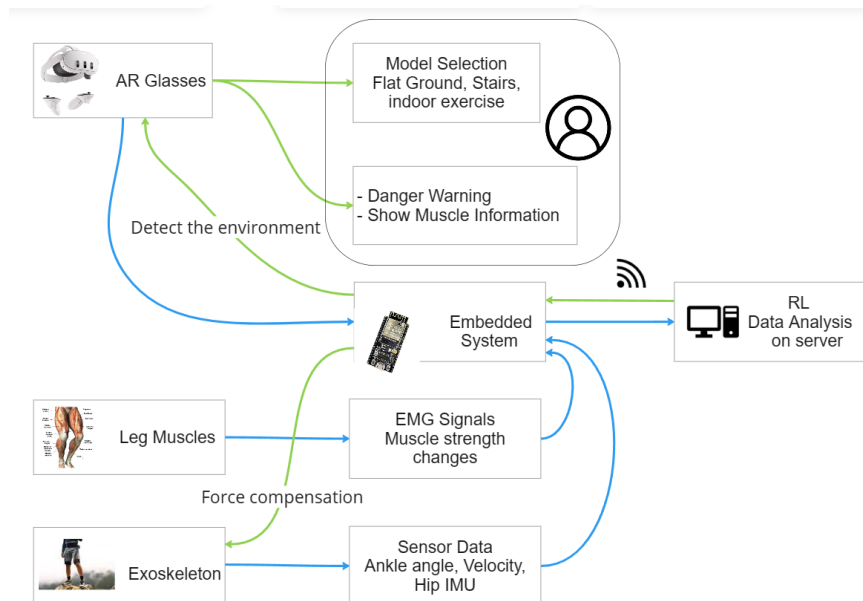 AR Glasses
Model Selection
Flat Ground, Stairs,
indoor exercise
- Danger Warning
- Show Muscle Information
Detect the environment
Embedded
System
RL
Data Analysis
on server
Leg Muscles
EMG Signals
Muscle strength
changes
Force compensation
Exoskeleton
Sensor Data
Ankle angle, Velocity,
Hip IMU